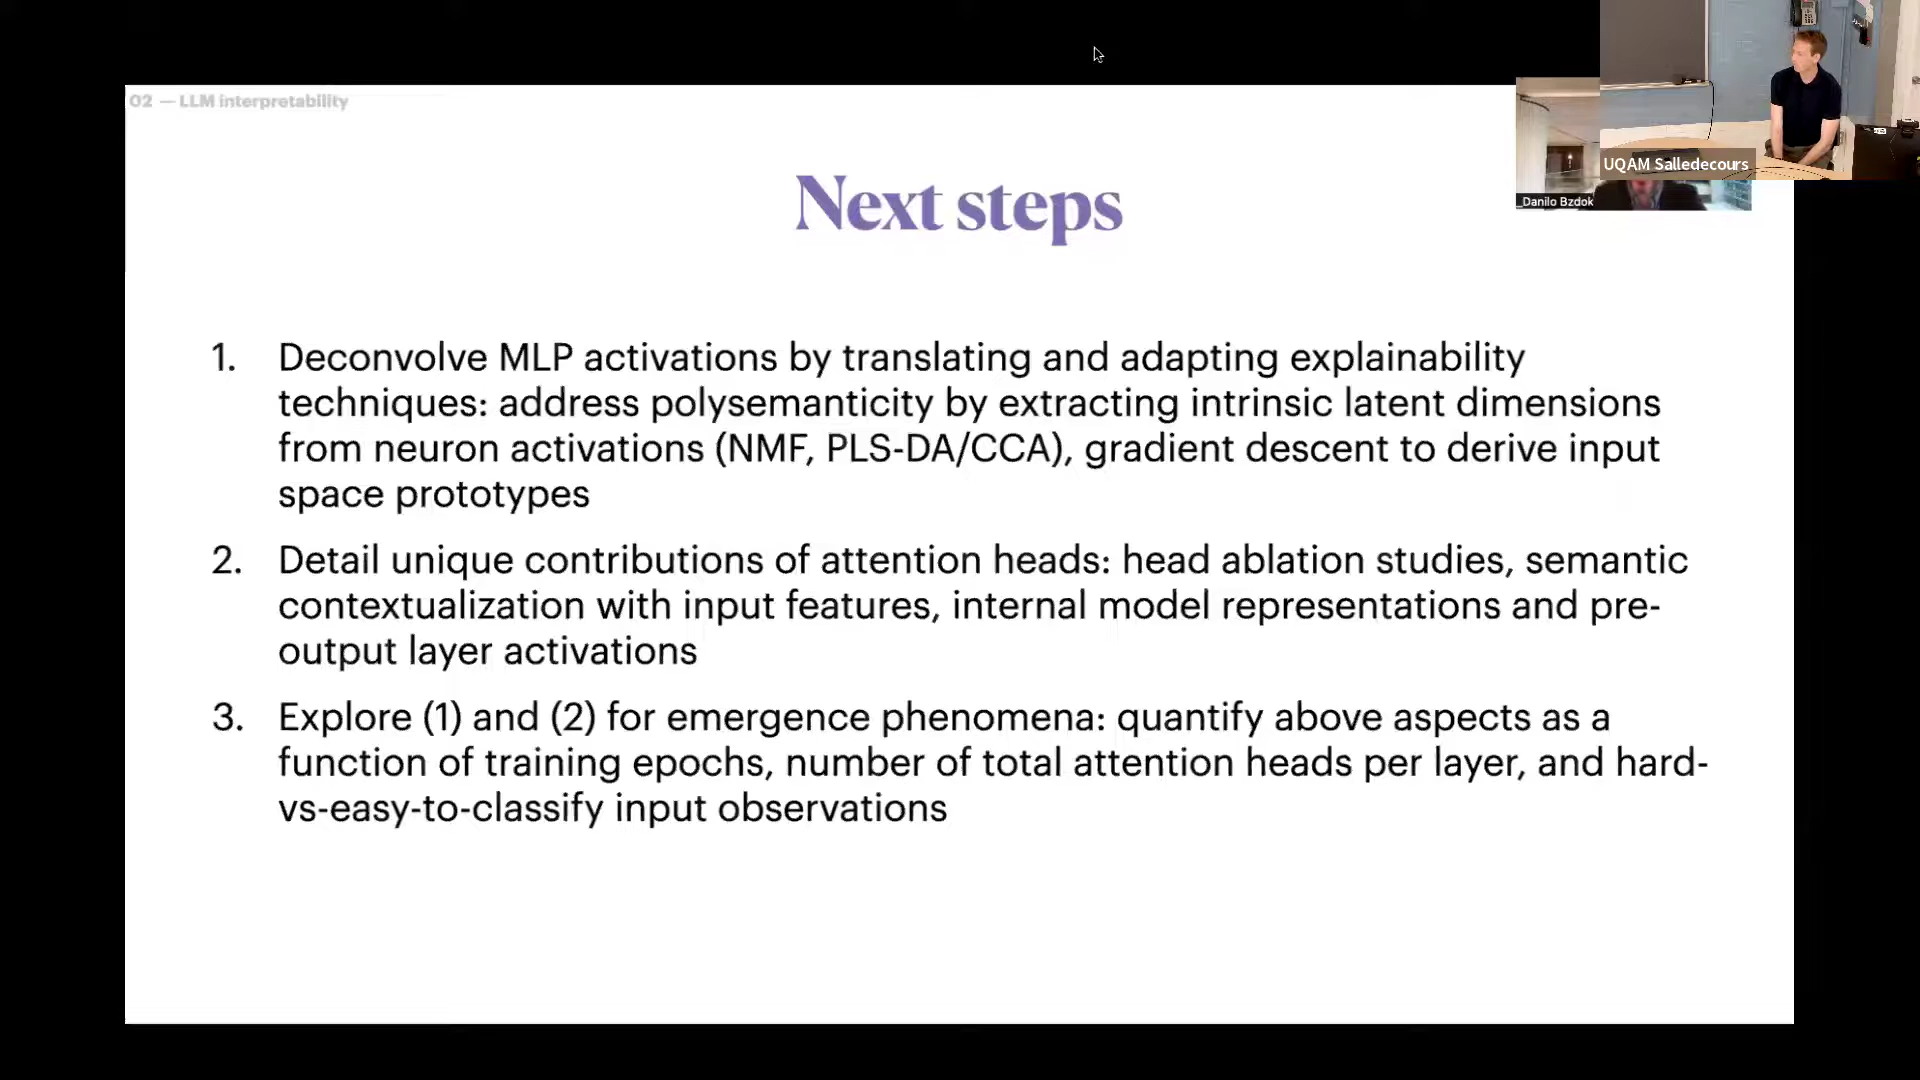 02 — LLM interpretability
Next steps
UQAM Salledecours
Danilo Bzdok
1. Deconvolve MLP activations by translating and adapting explainability
techniques: address polysemanticity by extracting intrinsic latent dimensions
from neuron activations (NMF, PLS-DA/CCA), gradient descent to derive input
space prototypes
2. Detail unique contributions of attention heads: head ablation studies, semantic
contextualization with input features, internal model representations and pre-
output layer activations
3. Explore (1) and (2) for emergence phenomena: quantify above aspects as a
function of training epochs, number of total attention heads per layer, and hard-
vs-easy-to-classify input observations